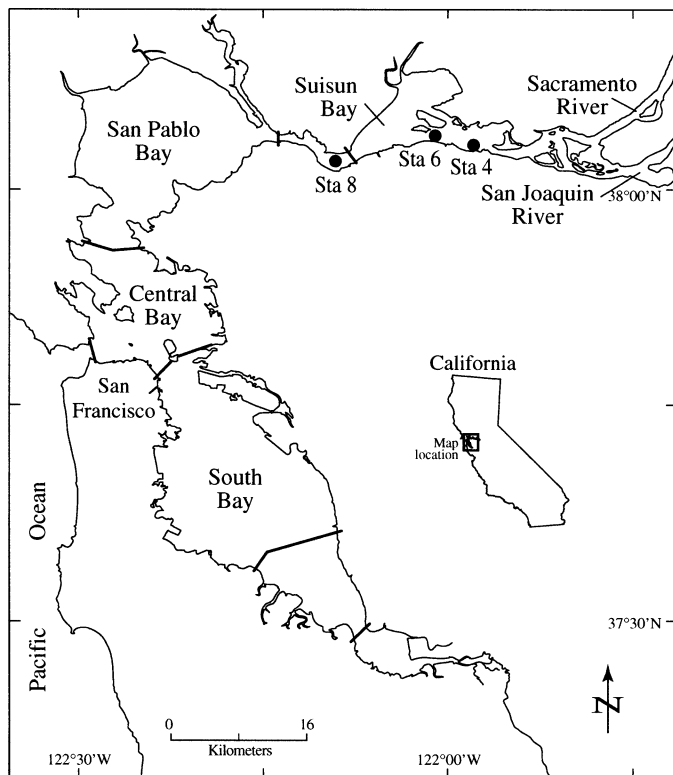 Suisun
Bay
Sacramento
River
San Pablo
Bay
Sta 6
Sta 4
Sta 8
San Joaquin
River
38°00'N
Central
Bay
San
Francisco
California
Map
location
South
Bay
Pacific Ocean
37°30'N
N
0 16
Kilometers
122°30'W
122°00'W